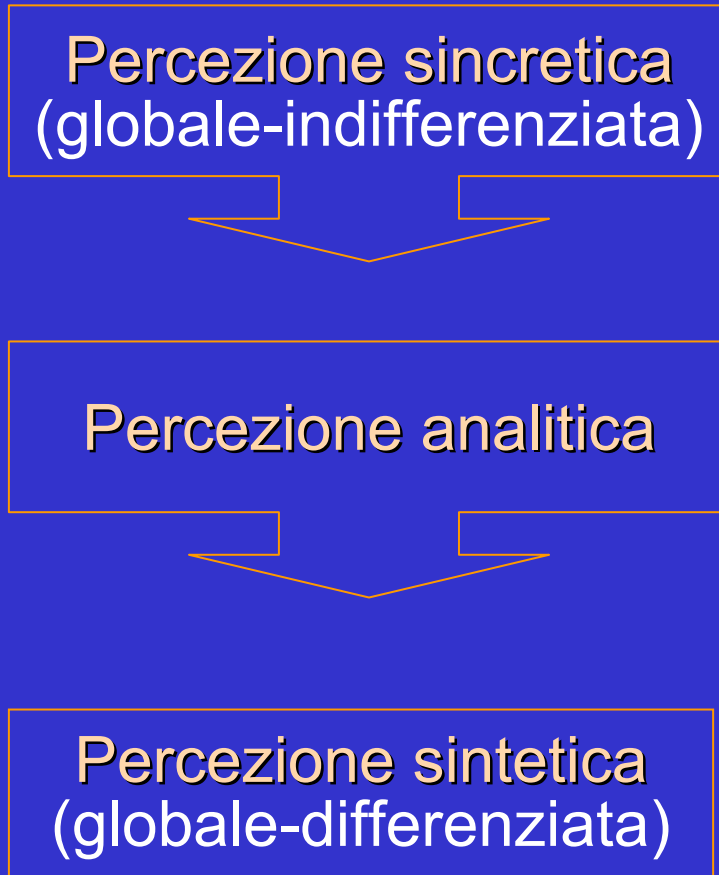 Percezione sincretica
(globale-indifferenziata)
Percezione analitica
Percezione sintetica
(globale-differenziata)